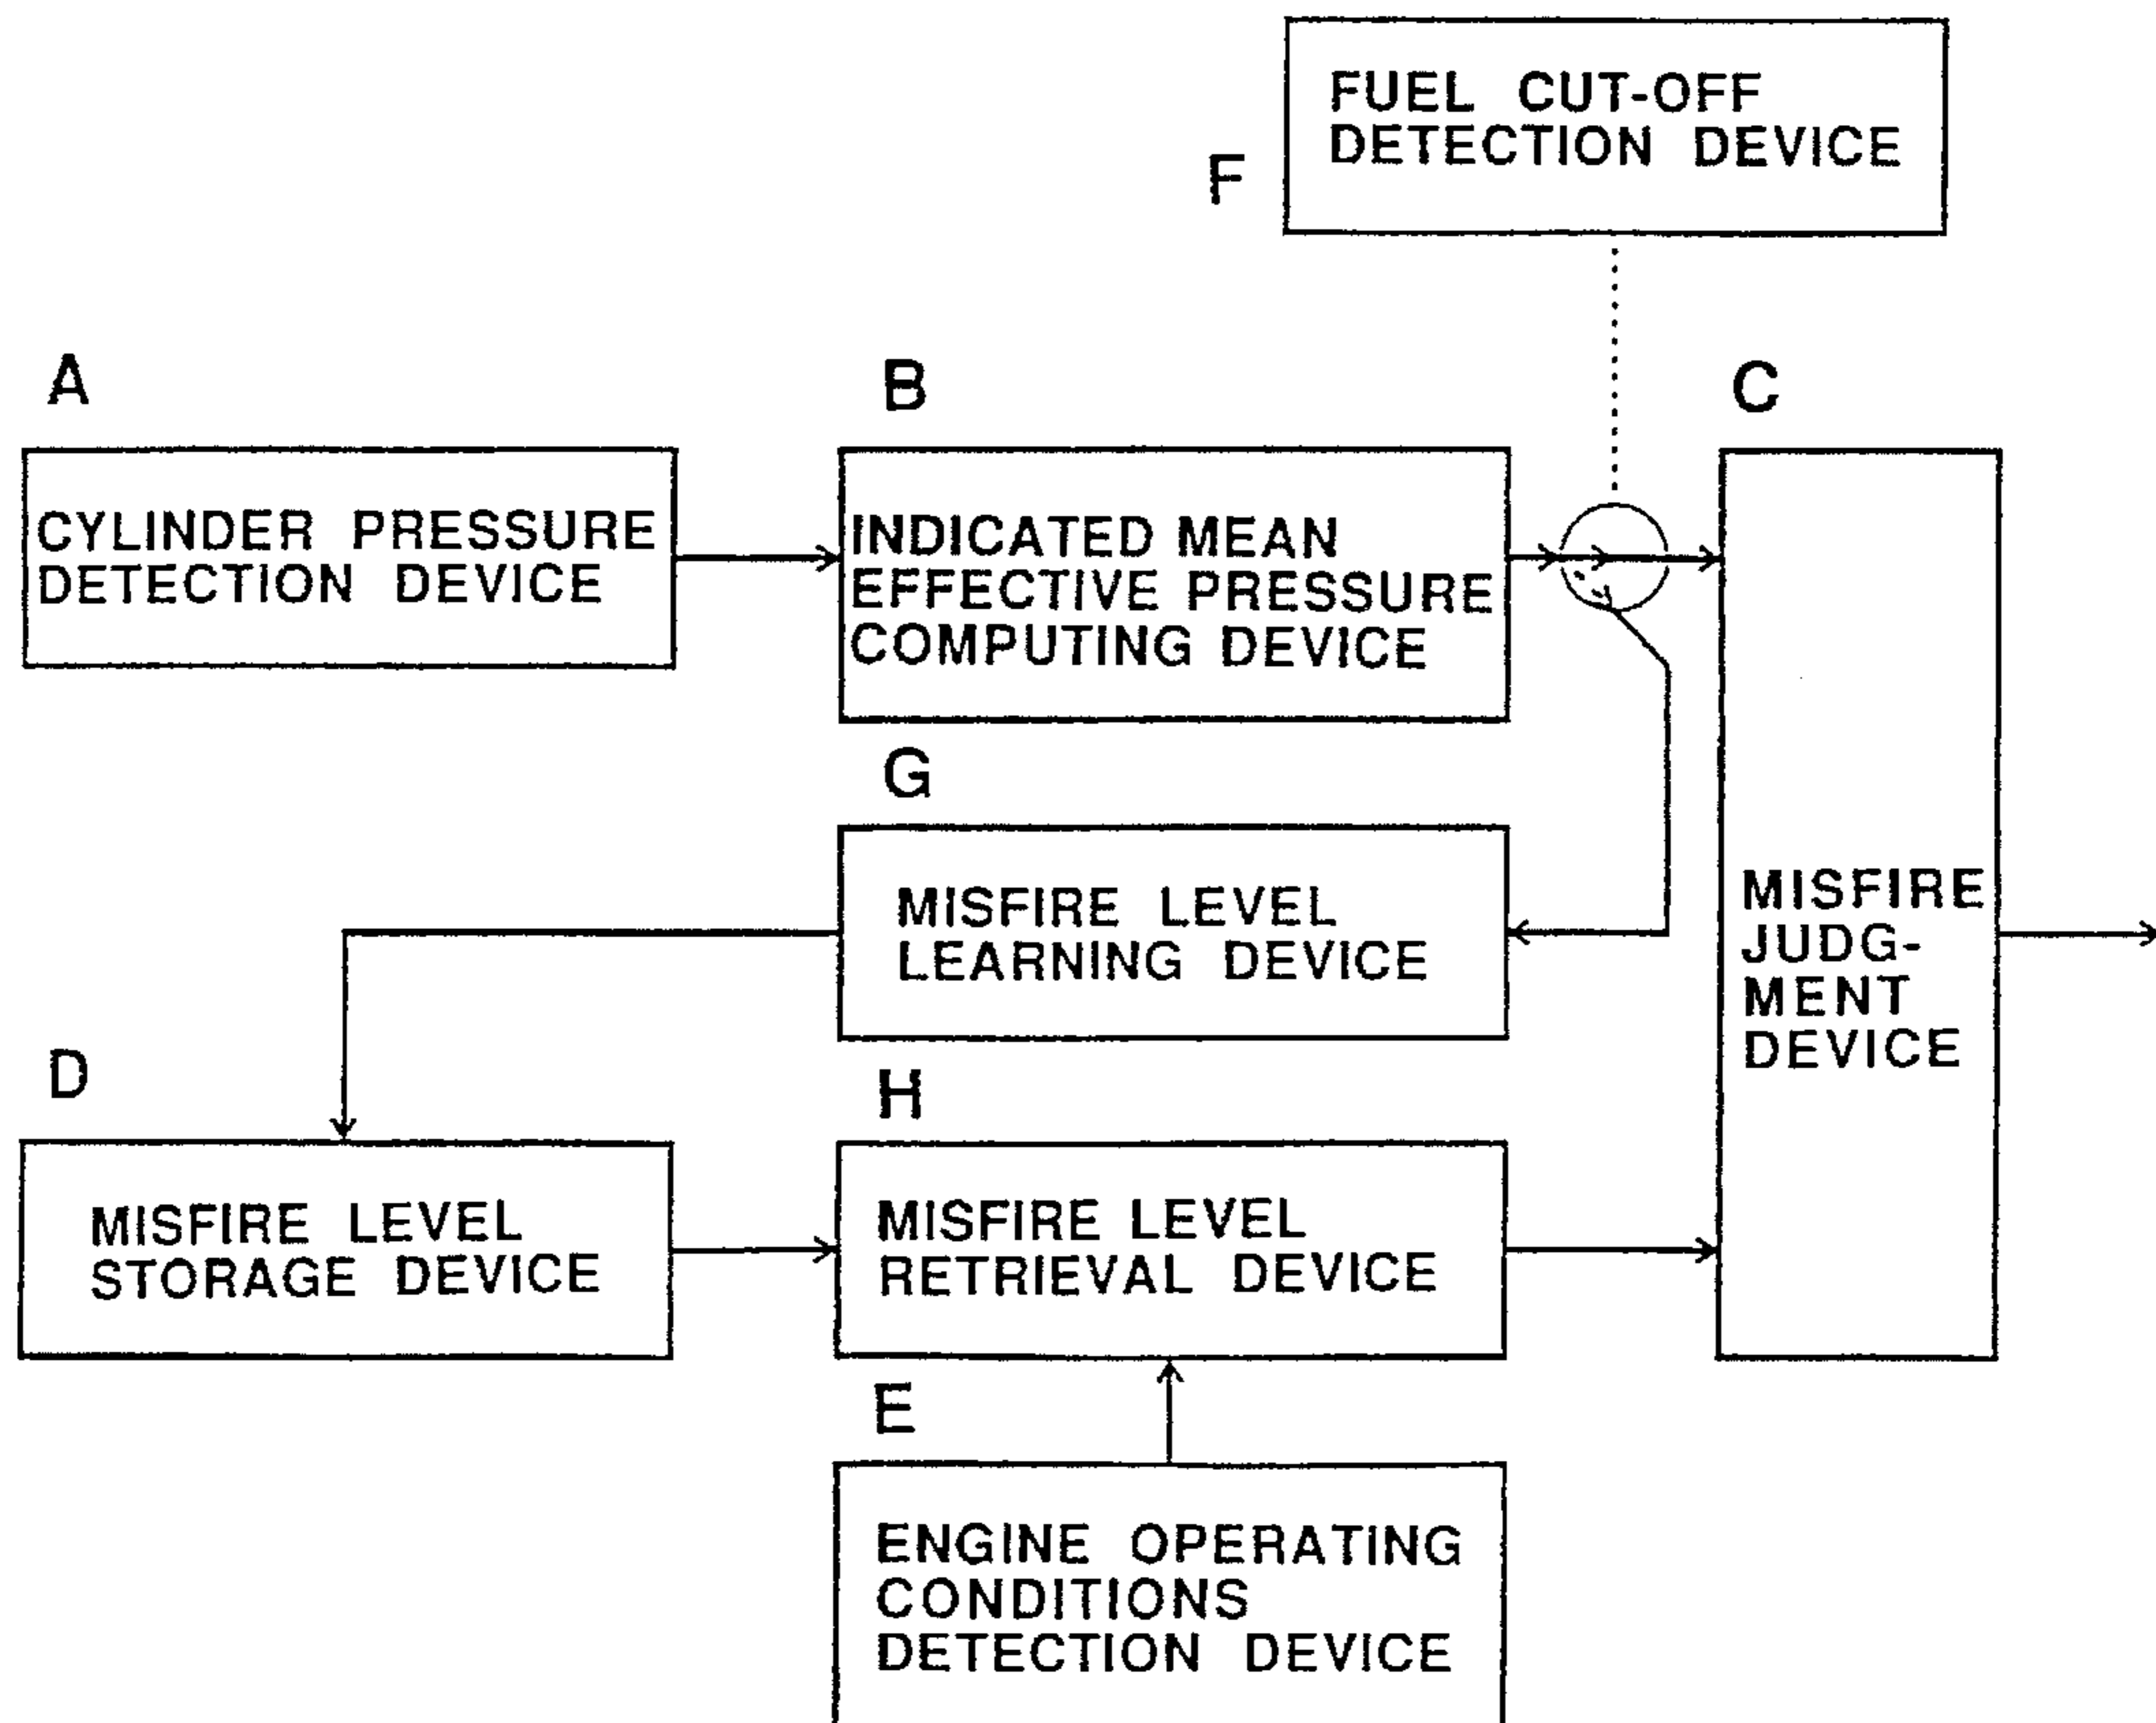 FUEL CUT-OFF
DETECTION DEVICE
F
A
B
C
CYLINDER PRESSURE
DETECTION DEVICE
INDICATED MEAN
EFFECTIVE PRESSURE
COMPUTING DEVICE
G
MISFIRE LEVEL
LEARNING DEVICE
MISFIRE
JUDG-
MENT
DEVICE
D
H
MISFIRE LEVEL
STORAGE DEVICE
MISFIRE LEVEL
RETRIEVAL DEVICE
E
ENGINE OPERATING
CONDITIONS
DETECTION DEVICE